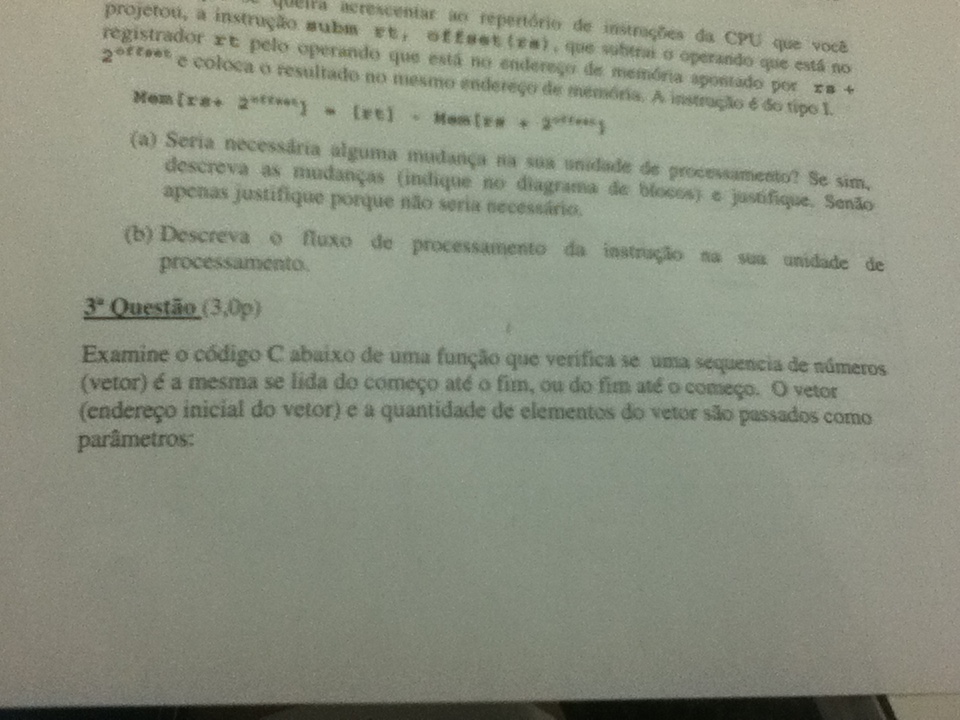 queira acrescentar ao repertório de instruções da CPU que você
projetou, a instrução subm rt, offset(rs), que subtrai o operando que está no
registrador rt pelo operando que está no endereço de memória apontado por rs +
2^offset e coloca o resultado no mesmo endereço de memória. A instrução é do tipo I.
Mem[rs+ 2^offset] = [rt] - Mem[rs + 2^offset]
(a) Seria necessária alguma mudança na sua unidade de processamento? Se sim,
descreva as mudanças (indique no diagrama de blocos) e justifique. Senão
apenas justifique porque não seria necessário.
(b) Descreva o fluxo de processamento da instrução na sua unidade de
processamento.
3ª Questão (3,0p)
Examine o código C abaixo de uma função que verifica se uma sequencia de números
(vetor) é a mesma se lida do começo até o fim, ou do fim até o começo. O vetor
(endereço inicial do vetor) e a quantidade de elementos do vetor são passados como
parâmetros: